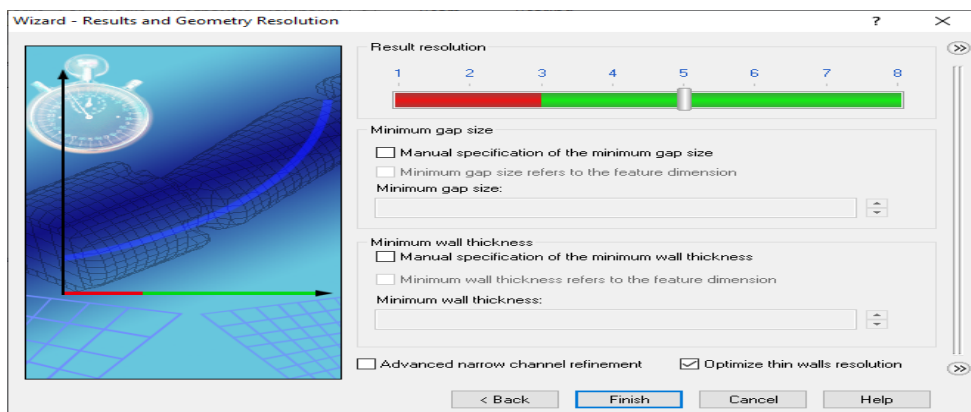 Wizard - Results and Geometry Resolution ?
Result resolution
1 2 3 4 5 6 7 8
Minimum gap size
Manual specification of the minimum gap size
Minimum gap size refers to the feature dimension
Minimum gap size:
Minimum wall thickness
Manual specification of the minimum wall thickness
Minimum wall thickness refers to the feature dimension
Minimum wall thickness:
Advanced narrow channel refinement Optimize thin walls resolution
< Back Finish Cancel Help